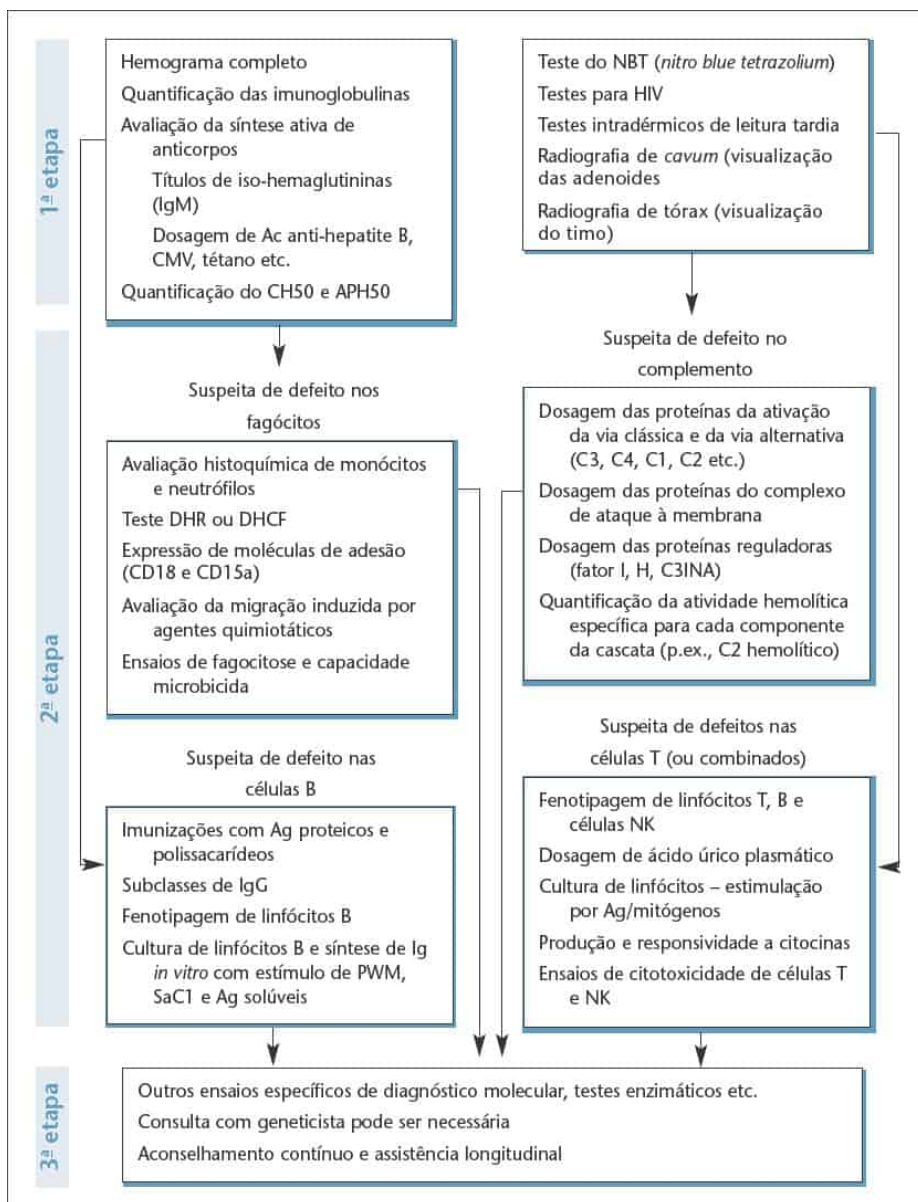 1ª etapa
Hemograma completo
Quantificação das imunoglobulinas
Avaliação da síntese ativa de
anticorpos
Títulos de iso-hemaglutininas
(IgM)
Dosagem de Ac anti-hepatite B,
CMV, tétano etc.
Quantificação do CH50 e APH50
Teste do NBT (nitro blue tetrazolium)
Testes para HIV
Testes intradérmicos de leitura tardia
Radiografia de cavum (visualização
das adenoides
Radiografia de tórax (visualização
do timo)
2ª etapa
Suspeita de defeito nos
fagócitos
Avaliação histoquímica de monócitos
e neutrófilos
Teste DHR ou DHCF
Expressão de moléculas de adesão
(CD18 e CD15a)
Avaliação da migração induzida por
agentes quimiotáticos
Ensaios de fagocitose e capacidade
microbicida
Suspeita de defeito no
complemento
Dosagem das proteínas da ativação
da via clássica e da via alternativa
(C3, C4, C1, C2 etc.)
Dosagem das proteínas do complexo
de ataque à membrana
Dosagem das proteínas reguladoras
(fator I, H, C3INA)
Quantificação da atividade hemolítica
específica para cada componente
da cascata (p.ex., C2 hemolítico)
Suspeita de defeito nas
células B
Imunizações com Ag proteicos e
polissacarídeos
Subclasses de IgG
Fenotipagem de linfócitos B
Cultura de linfócitos B e síntese de Ig
in vitro com estímulo de PWM,
SaC1 e Ag solúveis
Suspeita de defeitos nas
células T (ou combinados)
Fenotipagem de linfócitos T, B e
células NK
Dosagem de ácido úrico plasmático
Cultura de linfócitos – estimulação
por Ag/mitógenos
Produção e responsividade a citocinas
Ensaios de citotoxicidade de células T
e NK
3ª etapa
Outros ensaios específicos de diagnóstico molecular, testes enzimáticos etc.
Consulta com geneticista pode ser necessária
Aconselhamento contínuo e assistência longitudinal